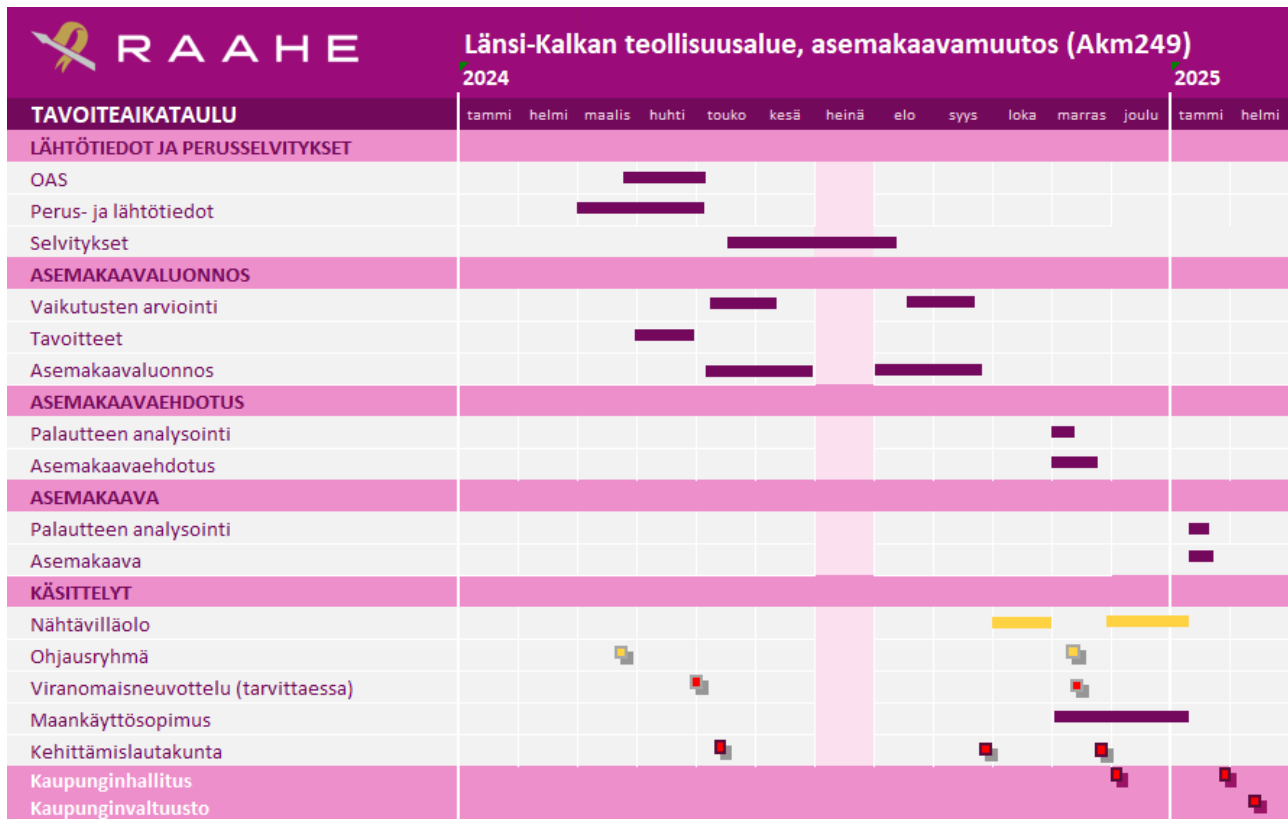 RAAHE
Länsi-Kalkan teollisuusalue, asemakaavamuutos (Akm249)
2024 2025
TAVOITEAIKATAULU tammi helmi maalis huhti touko kesä heinä elo syys loka marras joulu tammi helmi
LÄHTÖTIEDOT JA PERUSSELVITYKSET
OAS
Perus- ja lähtötiedot
Selvitykset
ASEMAKAAVALUONNOS
Vaikutusten arviointi
Tavoitteet
Asemakaavaluonnos
ASEMAKAAVAEHDOTUS
Palautteen analysointi
Asemakaavaehdotus
ASEMAKAAVA
Palautteen analysointi
Asemakaava
KÄSITTELYT
Nähtävilläolo
Ohjausryhmä
Viranomaisneuvottelu (tarvittaessa)
Maankäyttösopimus
Kehittämislautakunta
Kaupunginhallitus
Kaupunginvaltuusto